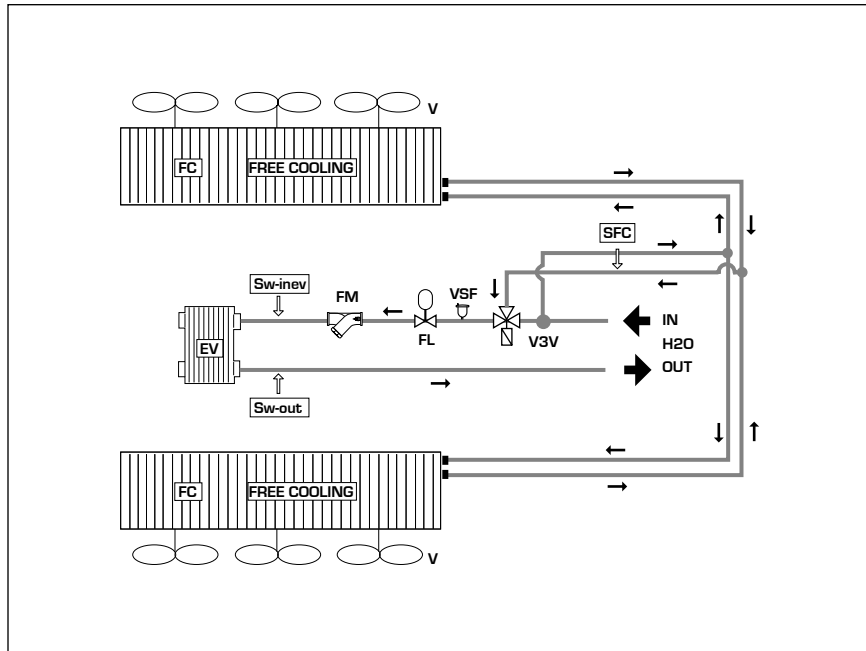 V
FC
FREE COOLING
SFC
Sw-inev
FM
VSF
FL
V3V
IN
H2O
OUT
EV
Sw-out
FC
FREE COOLING
V